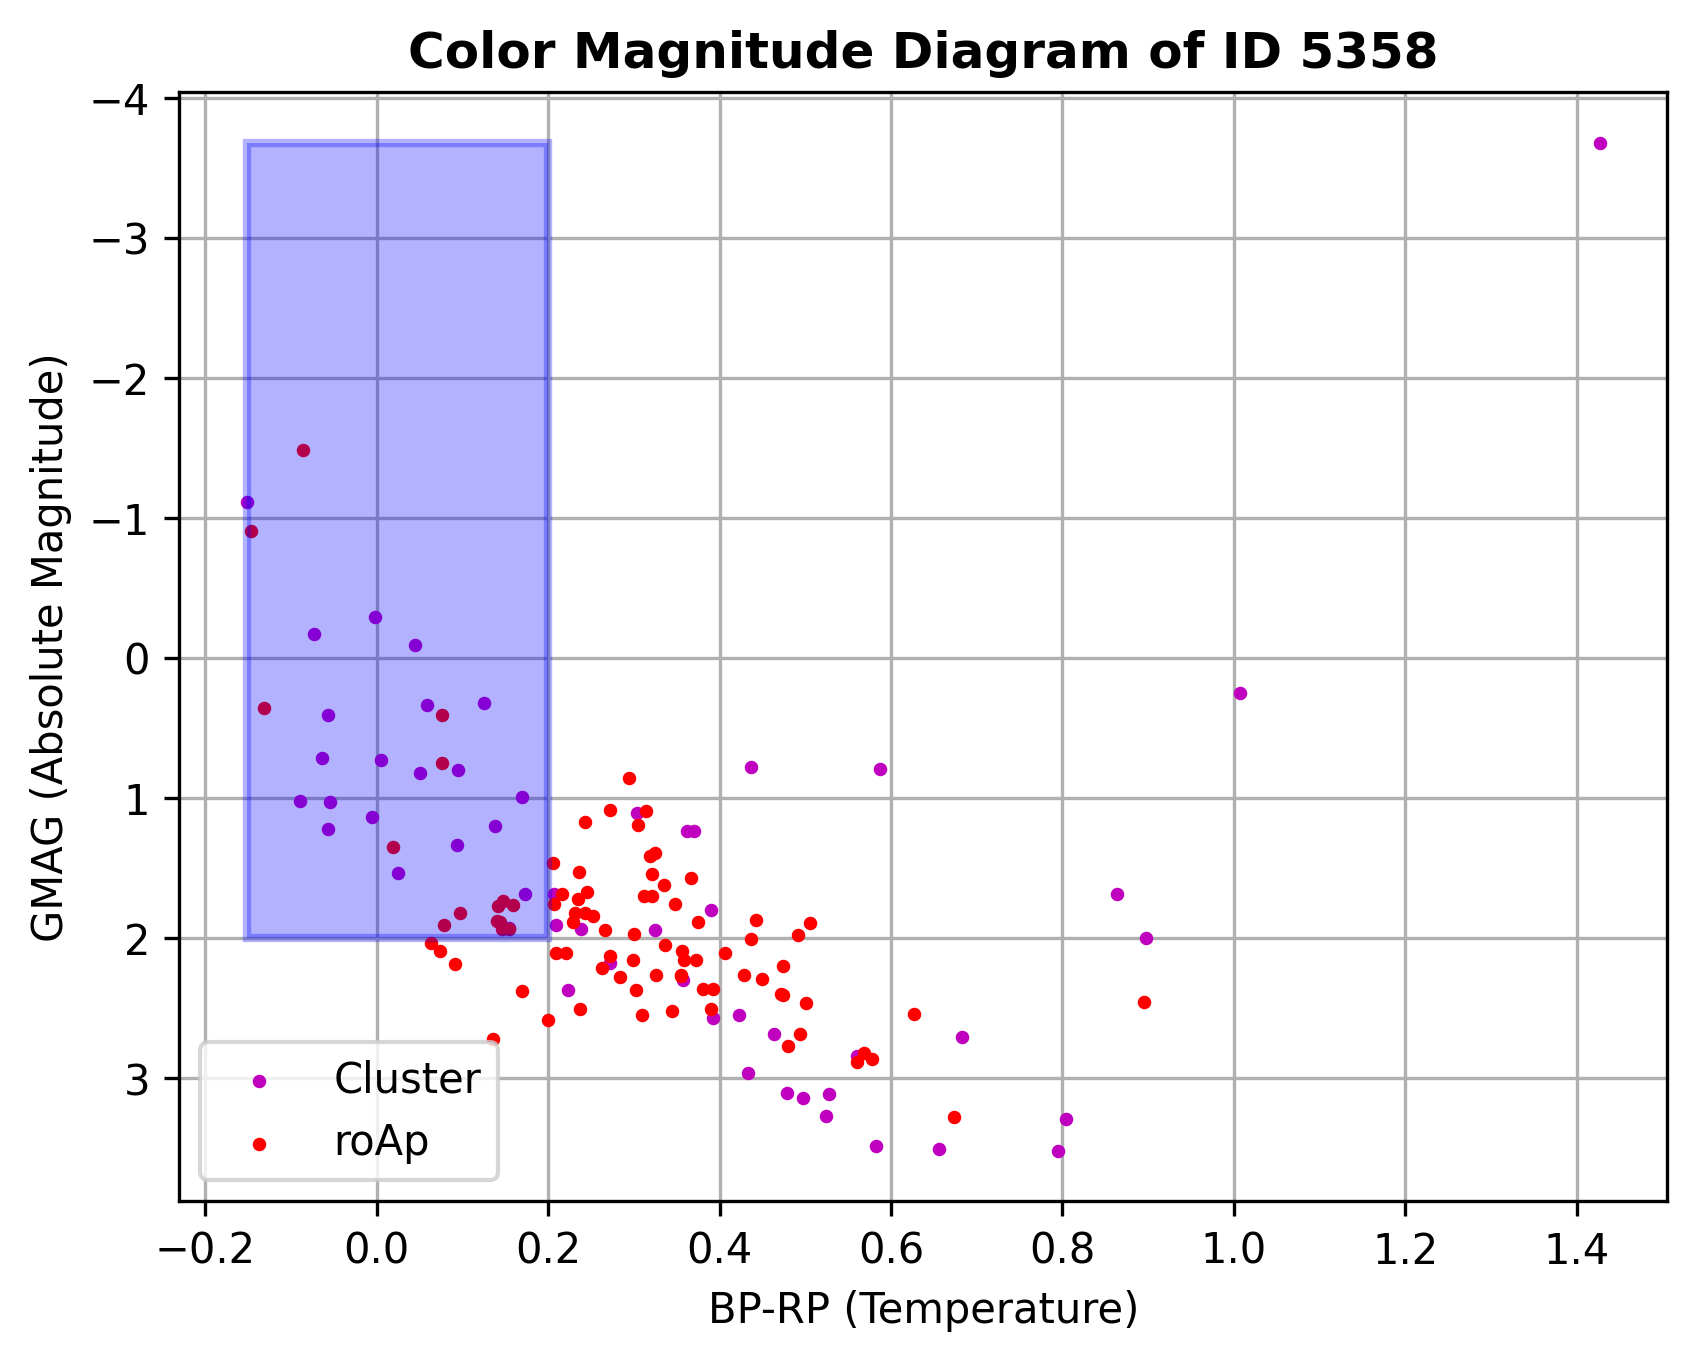 Color Magnitude Diagram of ID 5358
−4
−3
−2
−1
0
1
2
3
GMAG (Absolute Magnitude)
Cluster
roAp
−0.2 0.0 0.2 0.4 0.6 0.8 1.0 1.2 1.4
BP-RP (Temperature)